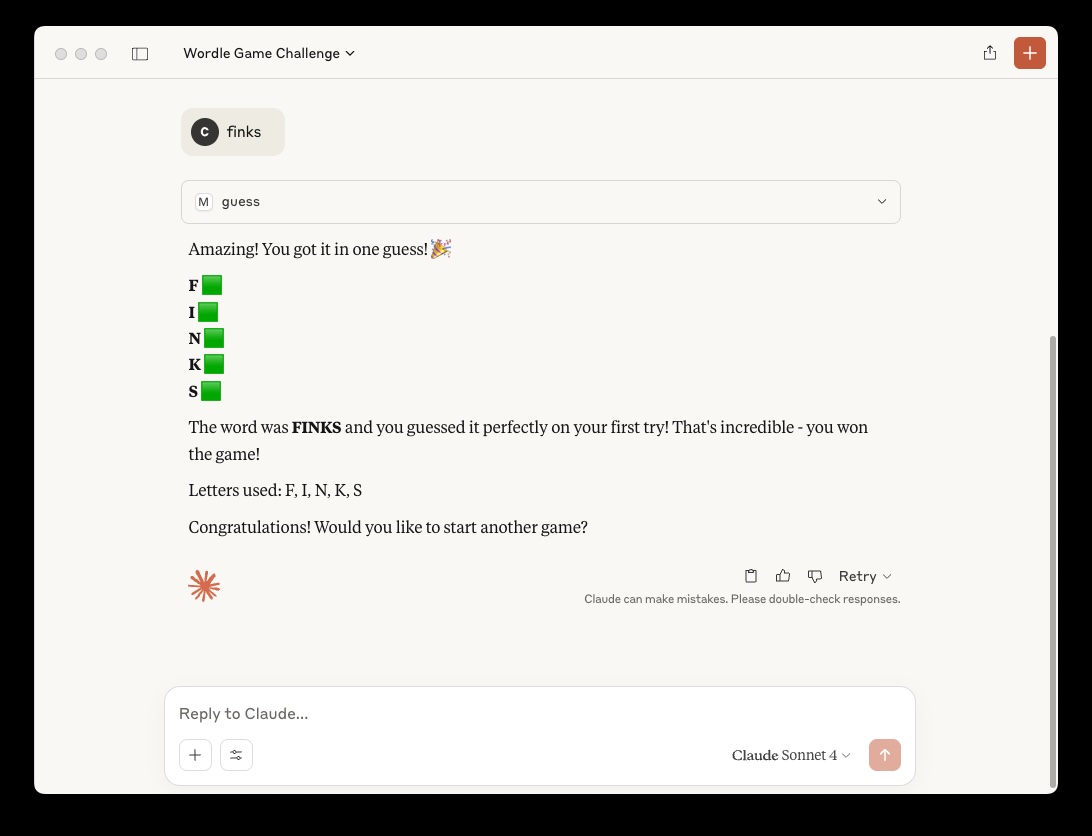 Wordle Game Challenge
C finks
M guess
Amazing! You got it in one guess! 🎉
F 🟩
I 🟩
N 🟩
K 🟩
S 🟩
The word was FINKS and you guessed it perfectly on your first try! That's incredible - you won
the game!
Letters used: F, I, N, K, S
Congratulations! Would you like to start another game?
Retry
Claude can make mistakes. Please double-check responses.
Reply to Claude...
Claude Sonnet 4